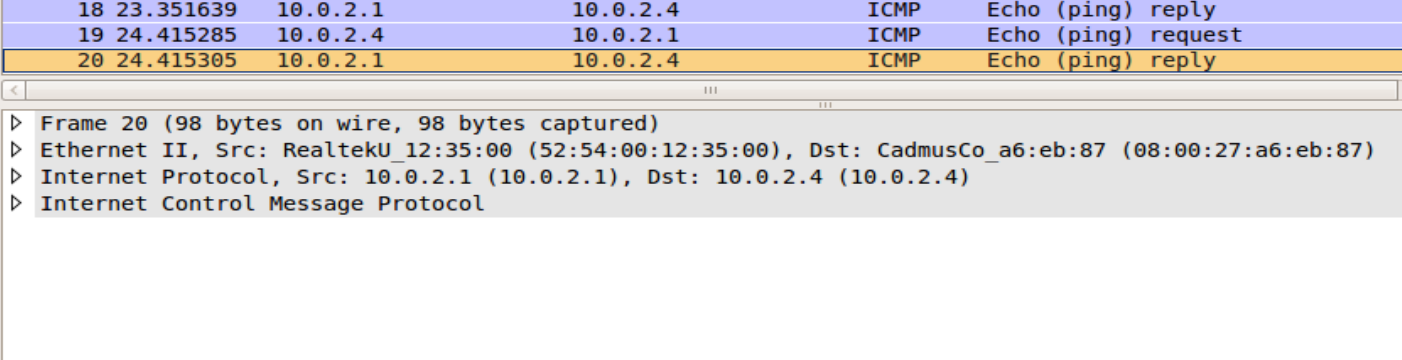 18 23.351639 10.0.2.1 10.0.2.4 ICMP Echo (ping) reply
19 24.415285 10.0.2.4 10.0.2.1 ICMP Echo (ping) request
20 24.415305 10.0.2.1 10.0.2.4 ICMP Echo (ping) reply
Frame 20 (98 bytes on wire, 98 bytes captured)
Ethernet II, Src: RealtekU_12:35:00 (52:54:00:12:35:00), Dst: CadmusCo_a6:eb:87 (08:00:27:a6:eb:87)
Internet Protocol, Src: 10.0.2.1 (10.0.2.1), Dst: 10.0.2.4 (10.0.2.4)
Internet Control Message Protocol